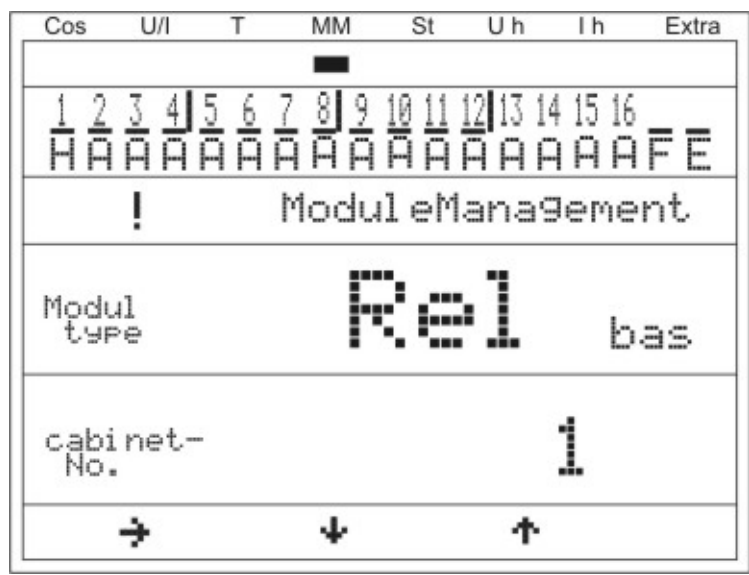 Cos U/I T MM St U h I h Extra
1 2 3 4 5 6 7 8 9 10 11 12 13 14 15 16
H A A A A A A A A A A A A A A A F E
! ModuleManagement
Modul
type
Rel bas
cabinet-
No.
1
→ ↓ ↑